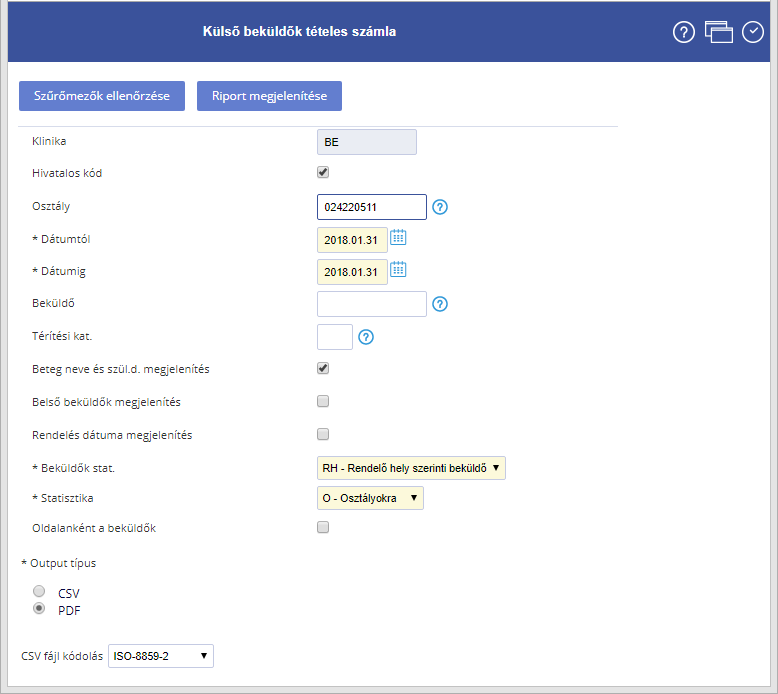 Külső beküldők tételes számla
Szűrőmezők ellenőrzése Riport megjelenítése
Klinika BE
Hivatalos kód
Osztály 024220511
* Dátumtól 2018.01.31
* Dátumig 2018.01.31
Beküldő
Térítési kat.
Beteg neve és szül.d. megjelenítés
Belső beküldők megjelenítés
Rendelés dátuma megjelenítés
* Beküldők stat. RH - Rendelő hely szerinti beküldő
* Statisztika O - Osztályokra
Oldalanként a beküldők
* Output típus
CSV
PDF
CSV fájl kódolás ISO-8859-2